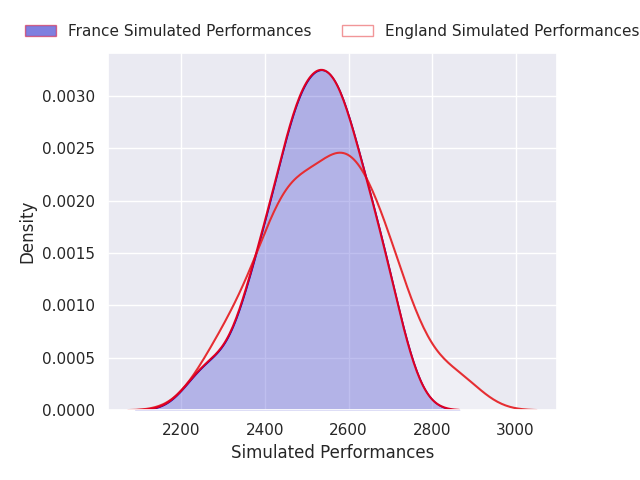 France Simulated Performances England Simulated Performances
0.0030
0.0025
0.0020
0.0015
0.0010
0.0005
0.0000
Density
2200 2400 2600 2800 3000
Simulated Performances